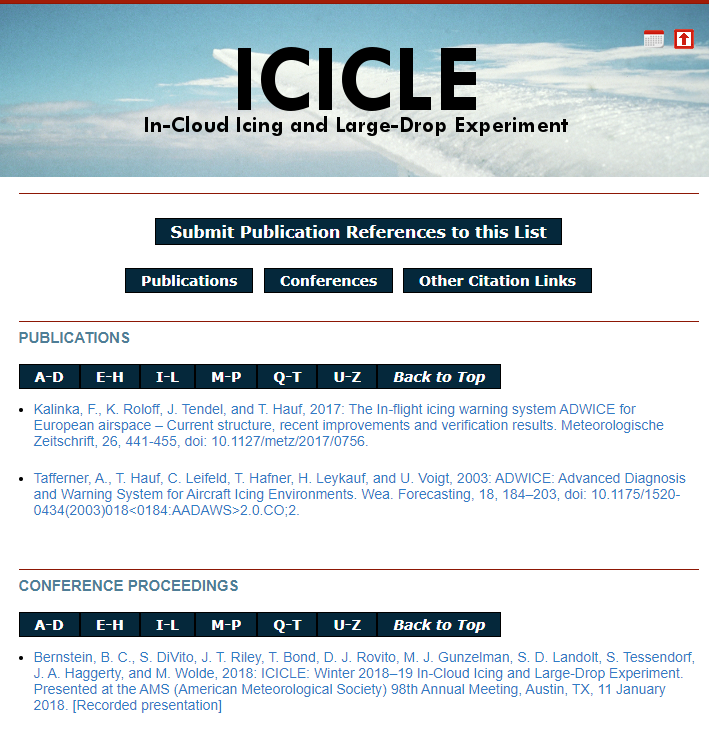 ICICLE
In-Cloud Icing and Large-Drop Experiment
Submit Publication References to this List
Publications Conferences Other Citation Links
PUBLICATIONS
A-D E-H I-L M-P Q-T U-Z Back to Top
Kalinka, F., K. Roloff, J. Tendel, and T. Hauf, 2017: The In-flight icing warning system ADWICE for
European airspace – Current structure, recent improvements and verification results. Meteorologische
Zeitschrift, 26, 441-455, doi: 10.1127/metz/2017/0756.
Tafferner, A., T. Hauf, C. Leifeld, T. Hafner, H. Leykauf, and U. Voigt, 2003: ADWICE: Advanced Diagnosis
and Warning System for Aircraft Icing Environments. Wea. Forecasting, 18, 184–203, doi: 10.1175/1520-
0434(2003)018<0184:AADAWS>2.0.CO;2.
CONFERENCE PROCEEDINGS
A-D E-H I-L M-P Q-T U-Z Back to Top
Bernstein, B. C., S. DiVito, J. T. Riley, T. Bond, D. J. Rovito, M. J. Gunzelman, S. D. Landolt, S. Tessendorf,
J. A. Haggerty, and M. Wolde, 2018: ICICLE: Winter 2018–19 In-Cloud Icing and Large-Drop Experiment.
Presented at the AMS (American Meteorological Society) 98th Annual Meeting, Austin, TX, 11 January
2018. [Recorded presentation]